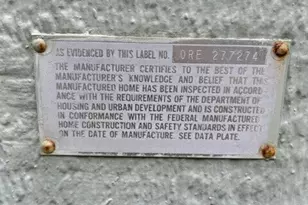 AS EVIDENCED BY THIS LABEL NO. ORE 277274
THE MANUFACTURER CERTIFIES TO THE BEST OF THE
MANUFACTURER'S KNOWLEDGE AND BELIEF THAT THE
MANUFACTURED HOME HAS BEEN INSPECTED IN ACCORD-
ANCE WITH THE REQUIREMENTS OF THE DEPARTMENT OF
HOUSING AND URBAN DEVELOPMENT AND IS CONSTRUCTED
IN CONFORMANCE WITH THE FEDERAL MANUFACTURED
HOME CONSTRUCTION AND SAFETY STANDARDS IN EFFECT
ON THE DATE OF MANUFACTURE. SEE DATA PLATE.